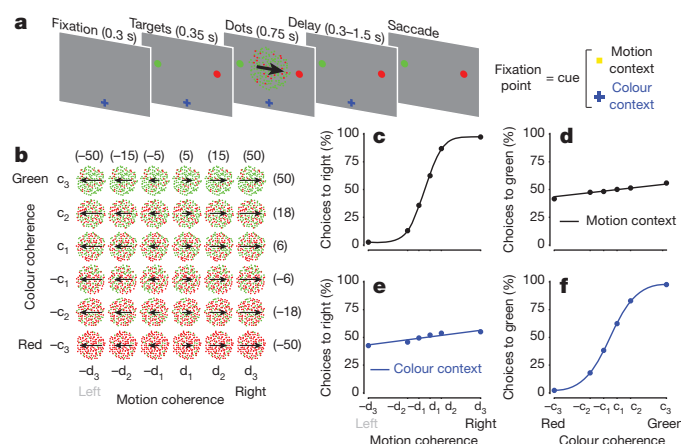 a
Fixation (0.3 s)
Targets (0.35 s)
Dots (0.75 s)
Delay (0.3–1.5 s)
Saccade
Fixation
point
= cue
Motion
context
Colour
context
b
(–50) (–15) (–5) (5) (15) (50)
Green c3 (50)
c2 (18)
c1 (6)
–c1 (–6)
–c2 (–18)
Red –c3 (–50)
Colour coherence
–d3 –d2 –d1 d1 d2 d3
Left Right
Motion coherence
c
Choices to right (%)
100
75
50
25
0
d
Choices to green (%)
100
75
50
25
0
Motion context
e
Choices to right (%)
100
75
50
25
0
Colour context
–d3 –d2 –d1 d1 d2 d3
Left Right
Motion coherence
f
Choices to green (%)
100
75
50
25
0
–c3 –c2 –c1 c1 c2 c3
Red Green
Colour coherence